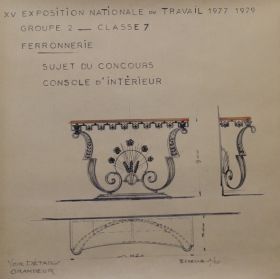 XV EXPOSITION NATIONALE DU TRAVAIL 1977 1979
GROUPE 2 — CLASSE 7
FERRONNERIE
SUJET DU CONCOURS
CONSOLE D'INTÉRIEUR
VOIR DÉTAILS
GRANDEUR